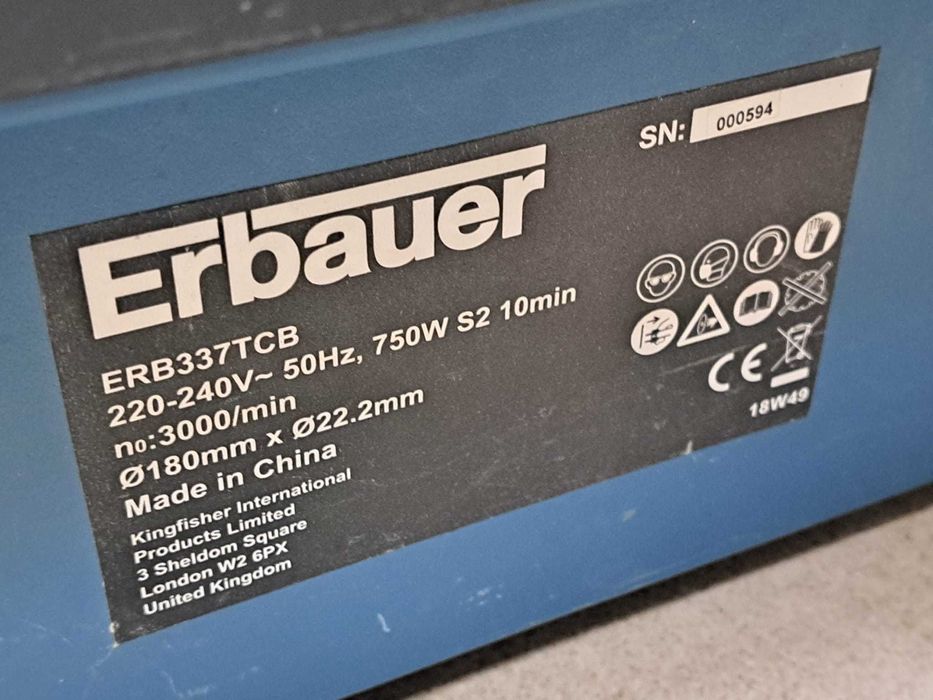 SN: 000594
Erbauer
ERB337TCB
220-240V~ 50Hz, 750W S2 10min
n₀:3000/min
Ø180mm x Ø22.2mm
Made in China
Kingfisher International
Products Limited
3 Sheldon Square
London W2 6PX
United Kingdom
CE
18W49